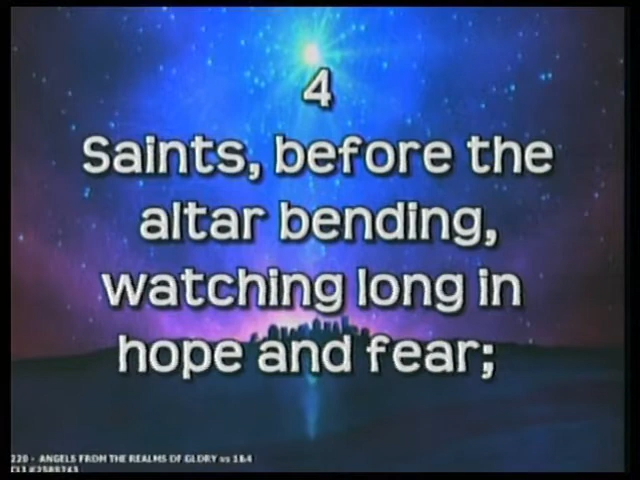 4
Saints, before the
altar bending,
watching long in
hope and fear;
220 - ANGELS FROM THE REALMS OF GLORY vs 1&4